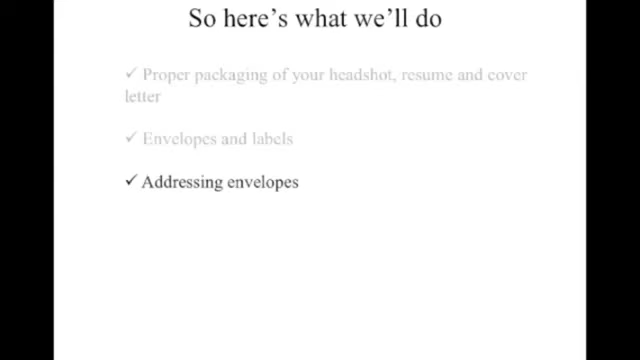 So here’s what we’ll do
✓ Proper packaging of your headshot, resume and cover
letter
✓ Envelopes and labels
✓ Addressing envelopes